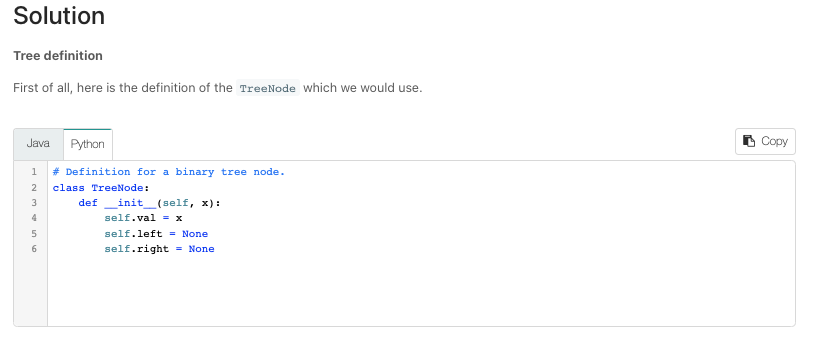 Solution
Tree definition
First of all, here is the definition of the TreeNode which we would use.
Java Python Copy
1 # Definition for a binary tree node.
2 class TreeNode:
3     def __init__(self, x):
4         self.val = x
5         self.left = None
6         self.right = None